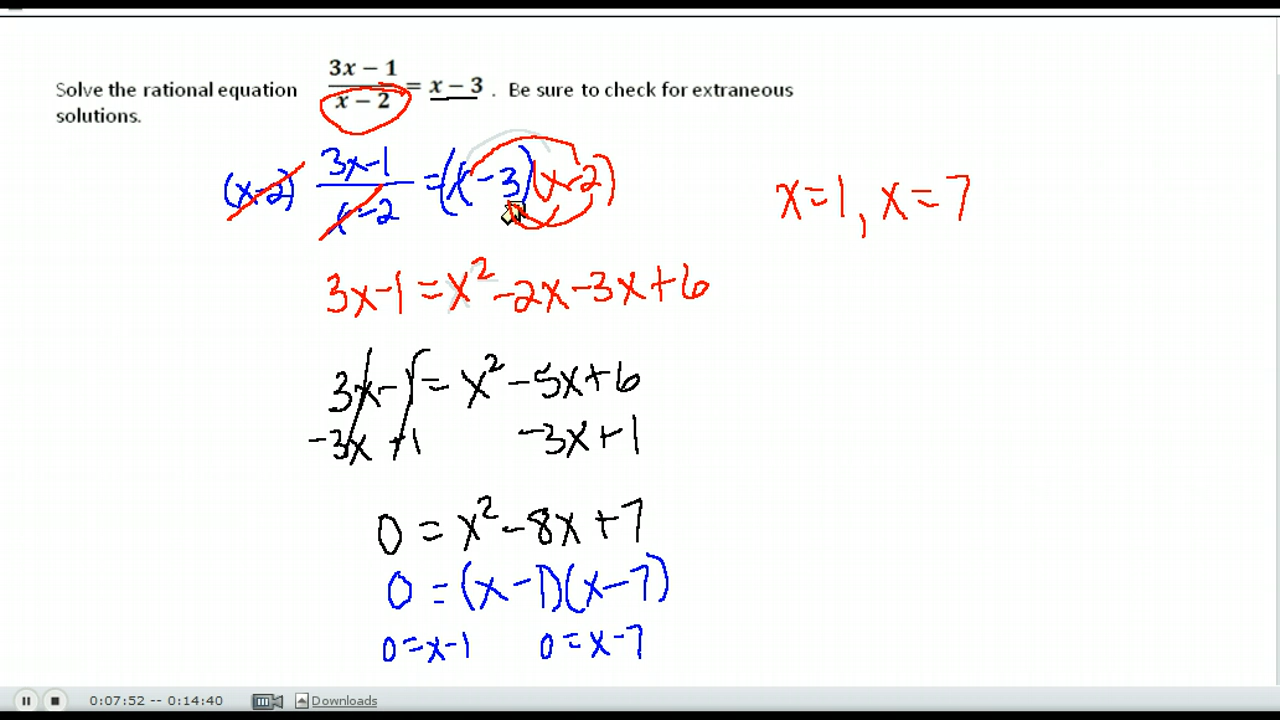 Solve the rational equation (3x − 1)/(x − 2) = x − 3 . Be sure to check for extraneous
solutions.
(x-2) (3x-1)/(x-2) = (x-3)(x-2)
x=1, x=7
3x-1 = x² -2x -3x +6
3x-1 = x² -5x+6
-3x +1 -3x+1
0 = x² -8x +7
0 = (x-1)(x-7)
0=x-1 0=x-7
0:07:52 -- 0:14:40 Downloads